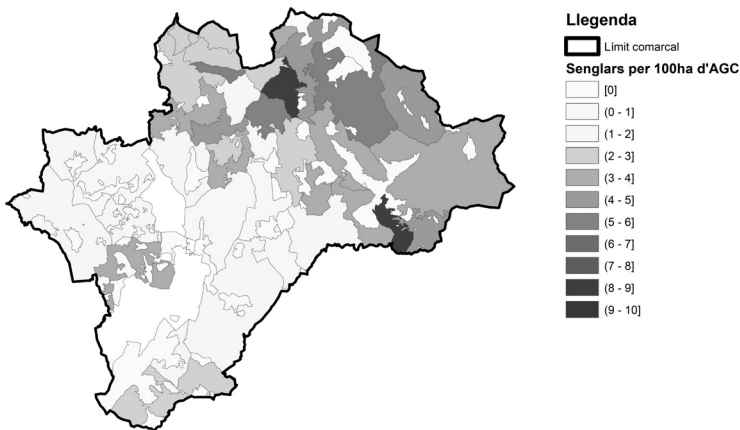 Llegenda
Límit comarcal
Senglars per 100ha d'AGC
[0]
(0 - 1]
(1 - 2]
(2 - 3]
(3 - 4]
(4 - 5]
(5 - 6]
(6 - 7]
(7 - 8]
(8 - 9]
(9 - 10]